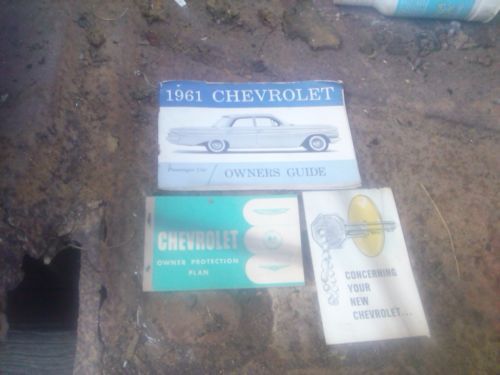 1961 CHEVROLET
Passenger Car
OWNERS GUIDE
CHEVROLET
OWNER PROTECTION
PLAN
CONCERNING
YOUR
NEW
CHEVROLET...